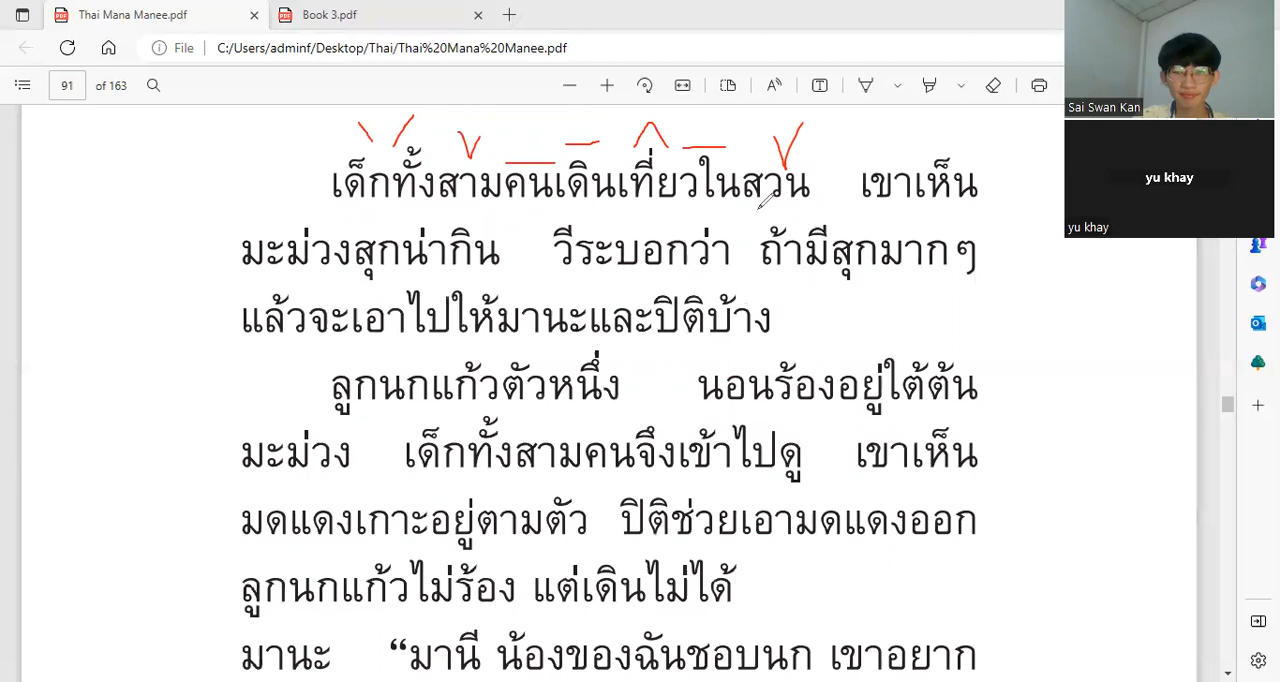 Thai Mana Manee.pdf
Book 3.pdf
File
C:/Users/adminf/Desktop/Thai/Thai%20Mana%20Manee.pdf
91 of 163
Sai Swan Kan
yu khay
yu khay
เด็กทั้งสามคนเดินเที่ยวในสวน เขาเห็น
มะม่วงสุกน่ากิน วีระบอกว่า ถ้ามีสุกมาก ๆ
แล้วจะเอาไปให้มานะและปิติบ้าง
ลูกนกแก้วตัวหนึ่ง นอนร้องอยู่ใต้ต้น
มะม่วง เด็กทั้งสามคนจึงเข้าไปดู เขาเห็น
มดแดงเกาะอยู่ตามตัว ปิติช่วยเอามดแดงออก
ลูกนกแก้วไม่ร้อง แต่เดินไม่ได้
มานะ “มานี น้องของฉันชอบนก เขาอยาก